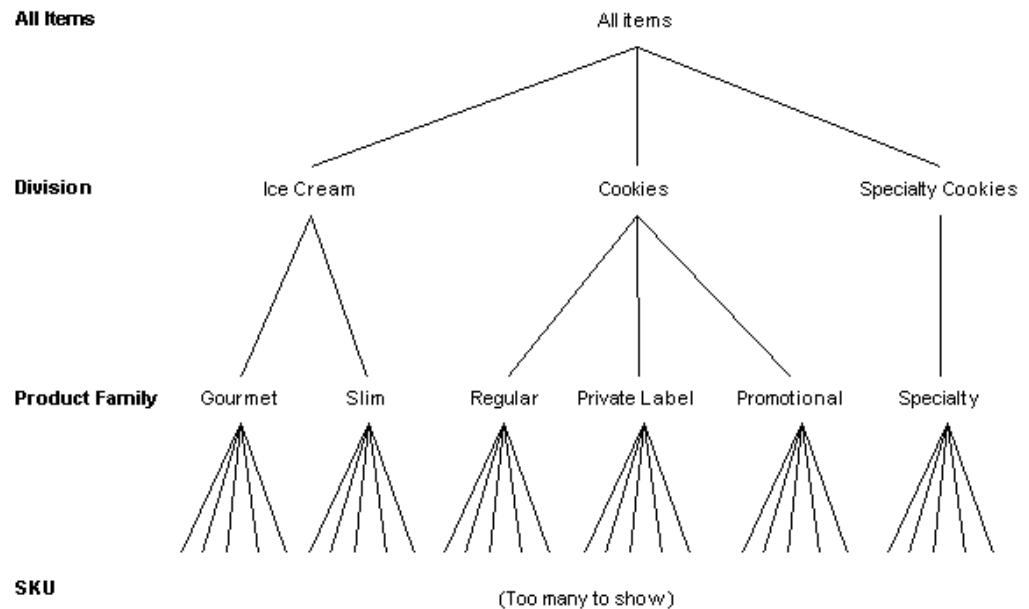 All Items
All items
Division
Ice Cream
Cookies
Specialty Cookies
Product Family
Gourmet
Slim
Regular
Private Label
Promotional
Specialty
SKU
(Too many to show)